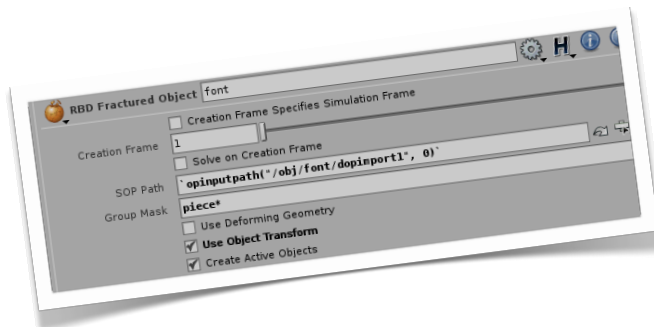 RBD Fractured Object font
Creation Frame Specifies Simulation Frame
Creation Frame 1
Solve on Creation Frame
SOP Path `opinputpath("/obj/font/dopimport1", 0)`
Group Mask piece*
Use Deforming Geometry
Use Object Transform
Create Active Objects